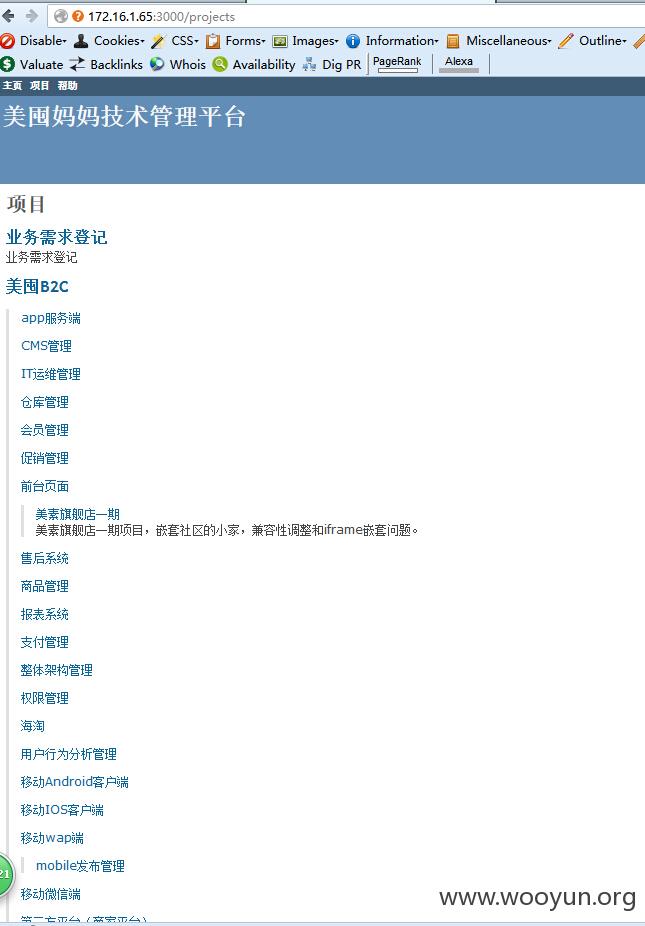 172.16.1.65:3000/projects
Disable Cookies CSS Forms Images Information Miscellaneous Outline
Valuate Backlinks Whois Availability Dig PR PageRank Alexa
主页 项目 帮助
美囤妈妈技术管理平台
项目
业务需求登记
业务需求登记
美囤B2C
app服务端
CMS管理
IT运维管理
仓库管理
会员管理
促销管理
前台页面
美素旗舰店一期
美素旗舰店一期项目，嵌套社区的小家，兼容性调整和iframe嵌套问题。
售后系统
商品管理
报表系统
支付管理
整体架构管理
权限管理
海淘
用户行为分析管理
移动Android客户端
移动IOS客户端
移动wap端
mobile发布管理
21
移动微信端
www.wooyun.org
第三方平台（商家平台）